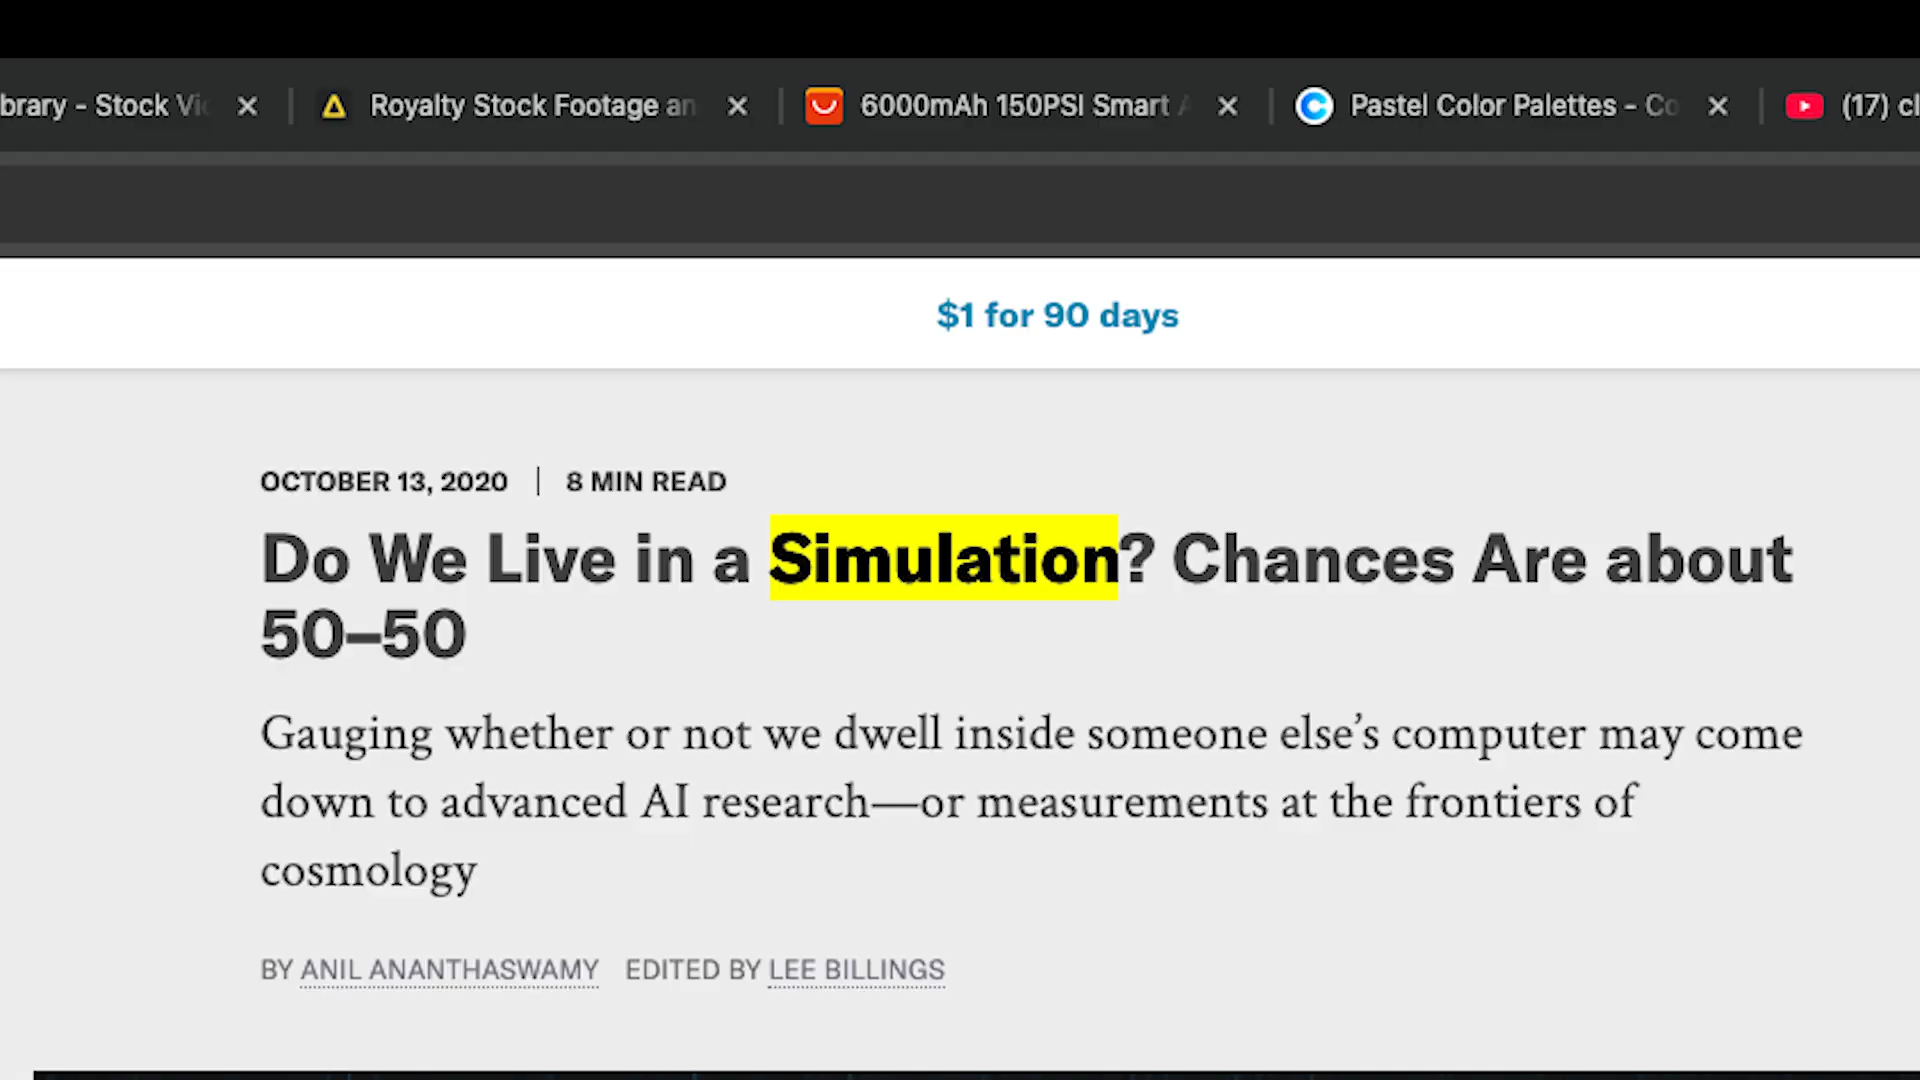 brary - Stock Vi
Royalty Stock Footage an
6000mAh 150PSI Smart
Pastel Color Palettes - Co
(17) cl
$1 for 90 days
OCTOBER 13, 2020 | 8 MIN READ
Do We Live in a Simulation? Chances Are about
50–50
Gauging whether or not we dwell inside someone else’s computer may come
down to advanced AI research—or measurements at the frontiers of
cosmology
BY ANIL ANANTHASWAMY EDITED BY LEE BILLINGS